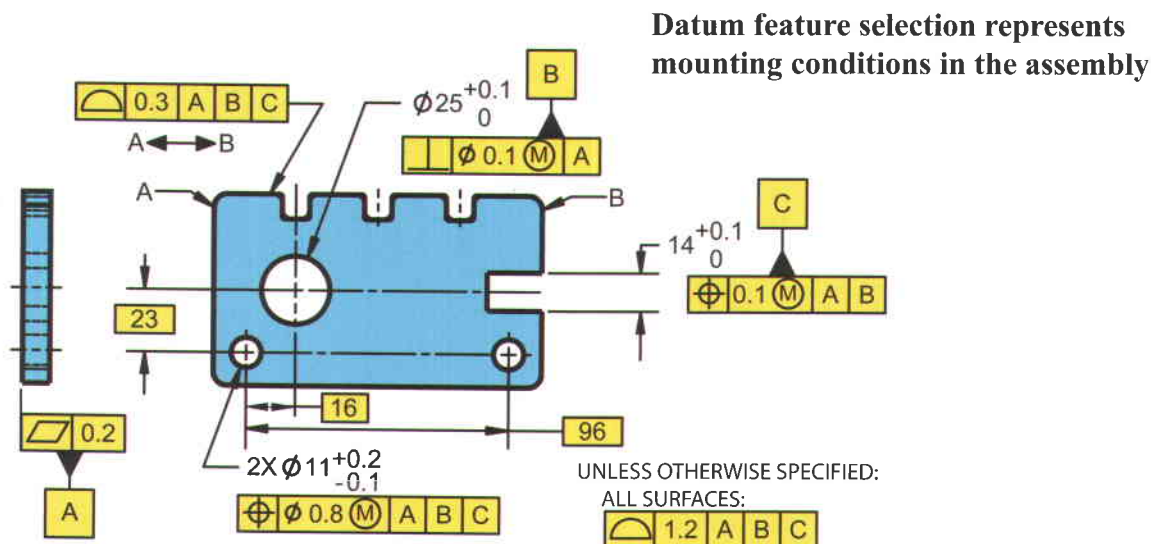 Datum feature selection represents
mounting conditions in the assembly
⌓ 0.3 A B C
A ↔ B
Ø25 +0.1 0
B
⟂ Ø 0.1 Ⓜ A
A
B
C
14 +0.1 0
⌖ 0.1 Ⓜ A B
23
16
96
⏥ 0.2
A
2X Ø11 +0.2 -0.1
⌖ Ø 0.8 Ⓜ A B C
UNLESS OTHERWISE SPECIFIED:
ALL SURFACES:
⌓ 1.2 A B C